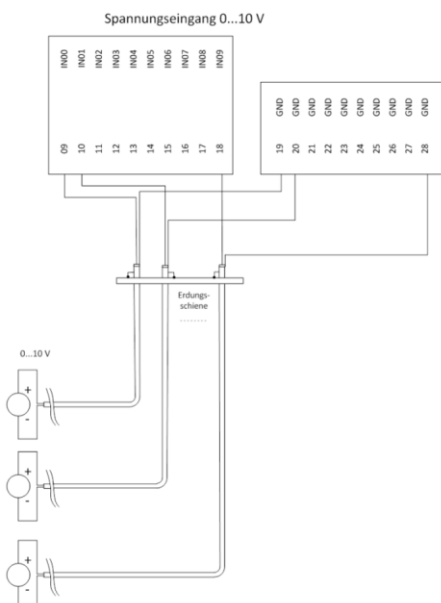 Spannungseingang 0...10 V
IN00 IN01 IN02 IN03 IN04 IN05 IN06 IN07 IN08 IN09
09 10 11 12 13 14 15 16 17 18
GND GND GND GND GND GND GND GND GND
19 20 21 22 23 24 25 26 27 28
Erdungs-
schiene
0...10 V
+
-
+
-
+
-